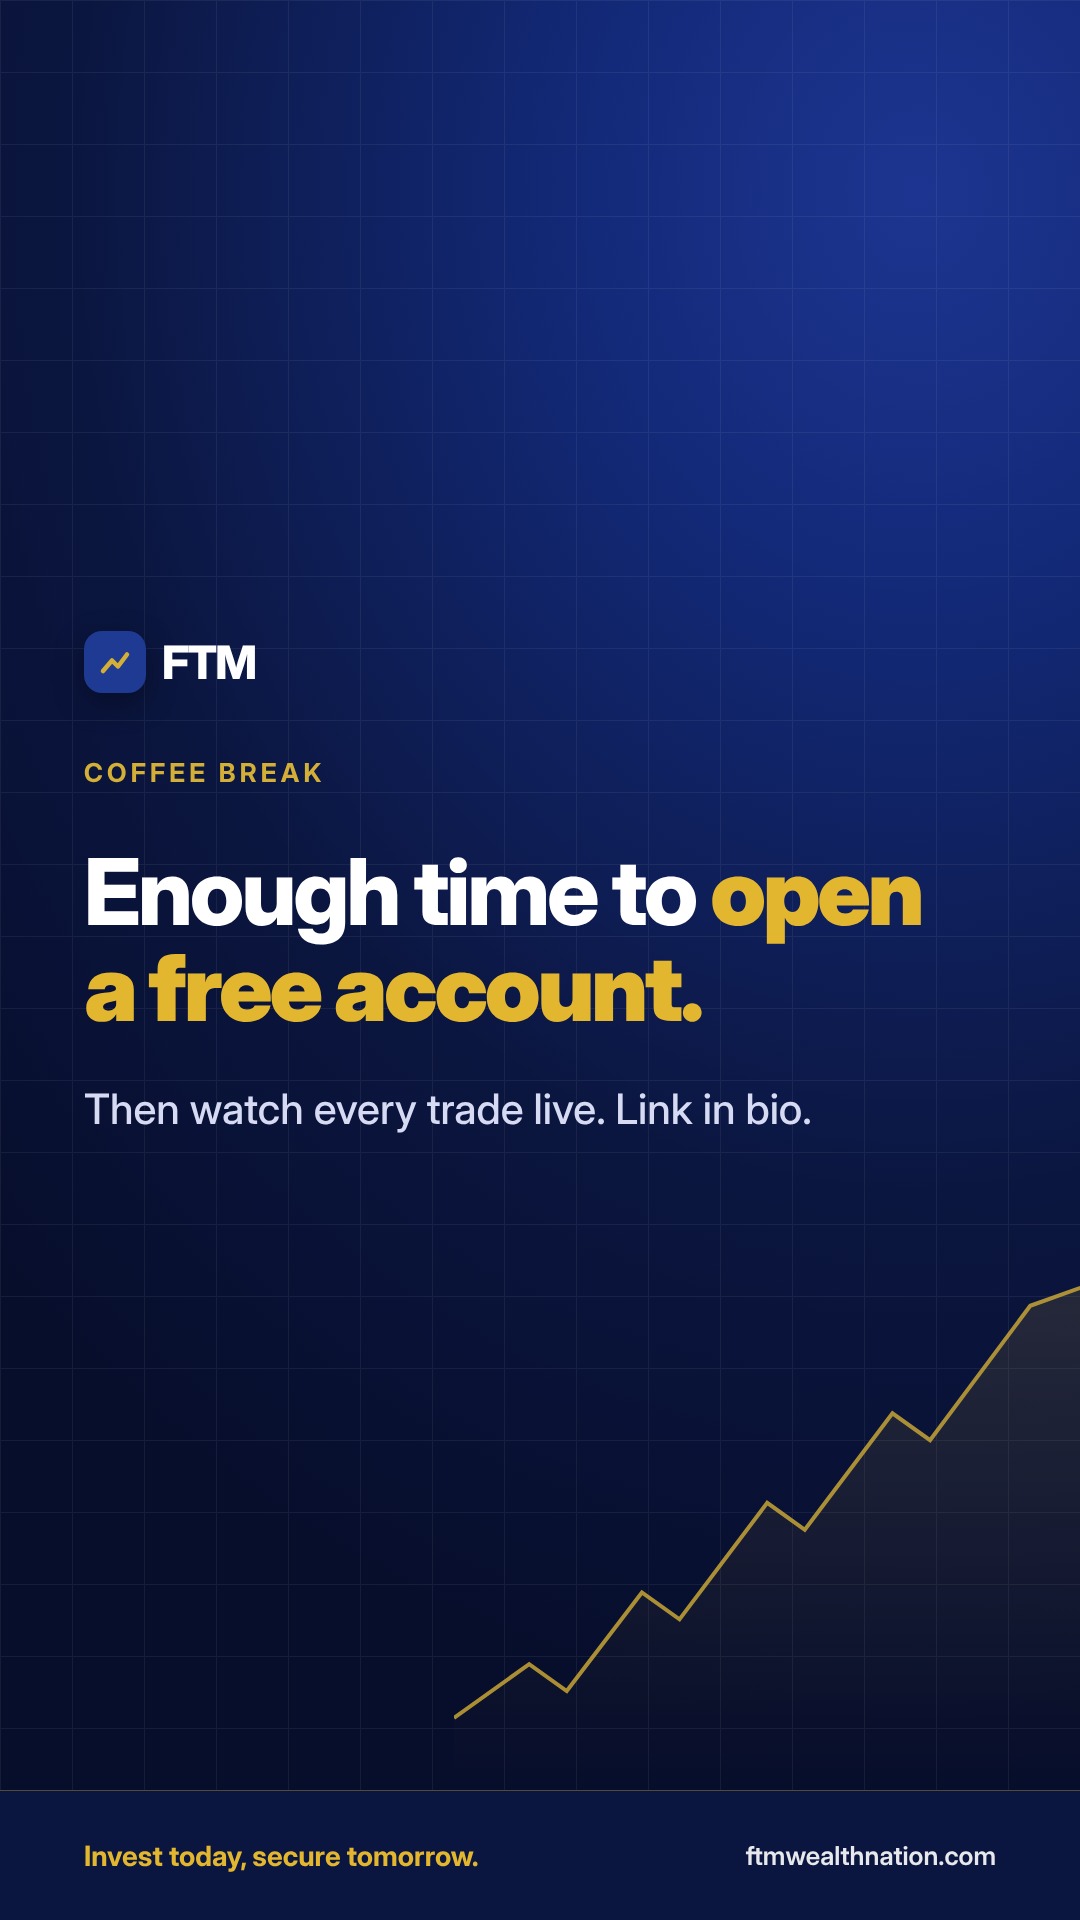 FTM
COFFEE BREAK
Enough time to open
a free account.
Then watch every trade live. Link in bio.
Invest today, secure tomorrow.
ftmwealthnation.com